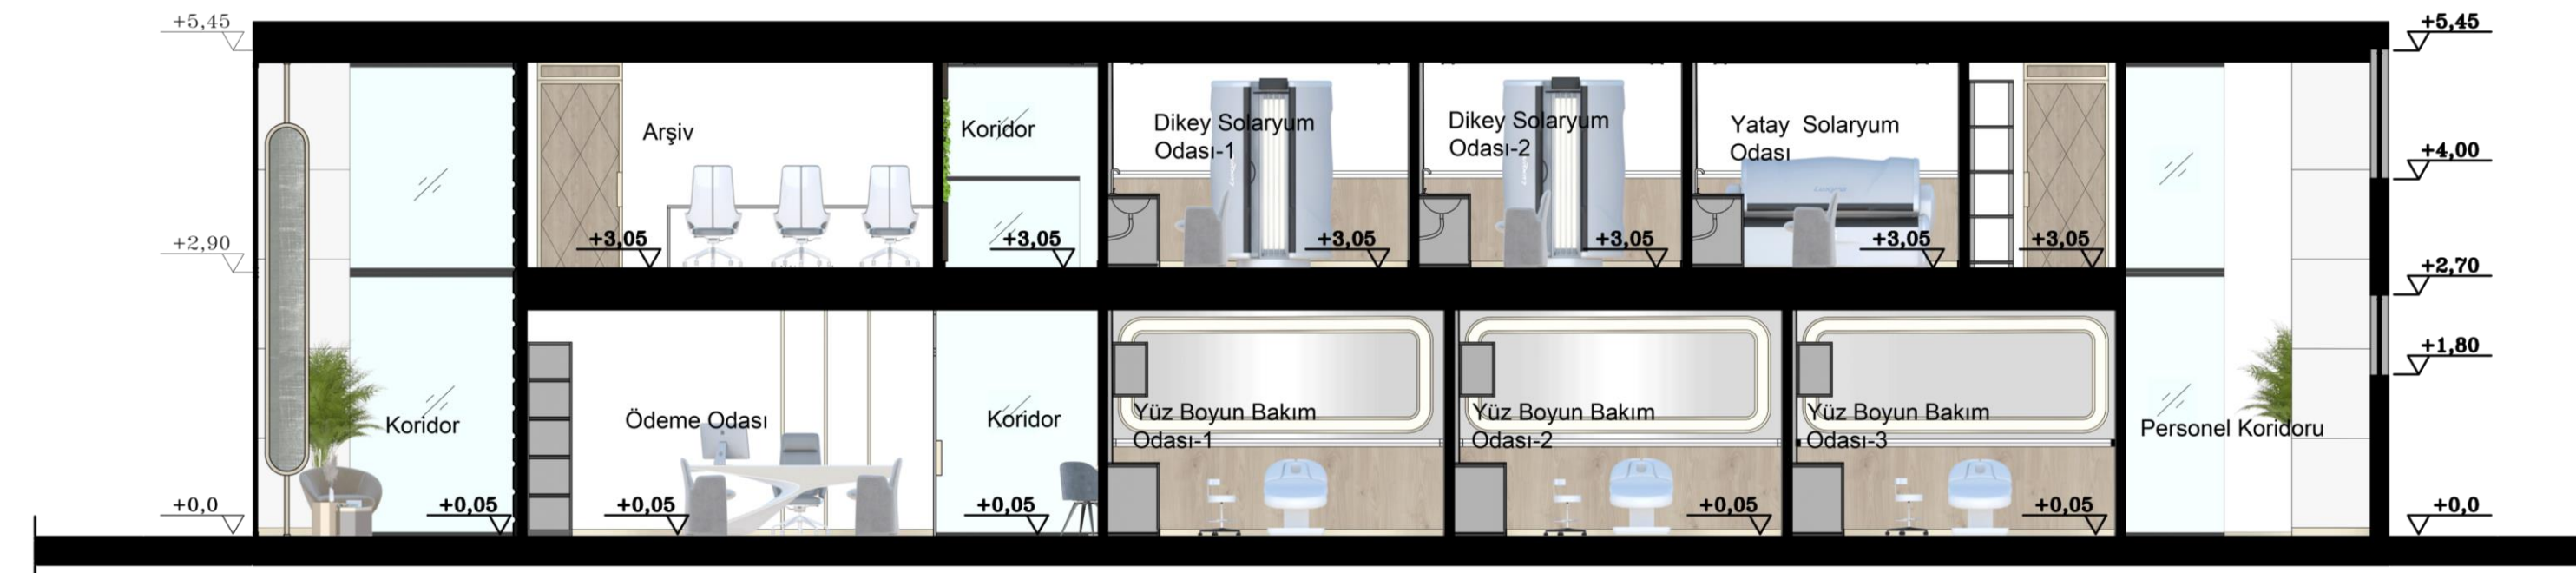 +5,45
+5,45
Arşiv
Koridor
Dikey Solaryum
Odası-1
Dikey Solaryum
Odası-2
Yatay Solaryum
Odası
+4,00
+2,90
+3,05
+3,05
+3,05
+3,05
+3,05
+3,05
+2,70
+1,80
Koridor
Ödeme Odası
Koridor
Yüz Boyun Bakım
Odası-1
Yüz Boyun Bakım
Odası-2
Yüz Boyun Bakım
Odası-3
Personel Koridoru
+0,0
+0,05
+0,05
+0,05
+0,05
+0,05
+0,0